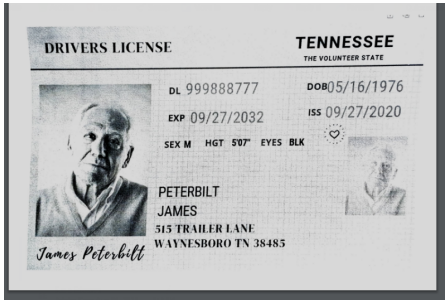 DRIVERS LICENSE
TENNESSEE
THE VOLUNTEER STATE
DL 999888777
DOB05/16/1976
EXP 09/27/2032
ISS 09/27/2020
SEX M HGT 5'07" EYES BLK
PETERBILT
JAMES
515 TRAILER LANE
WAYNESBORO TN 38485
James Peterbilt